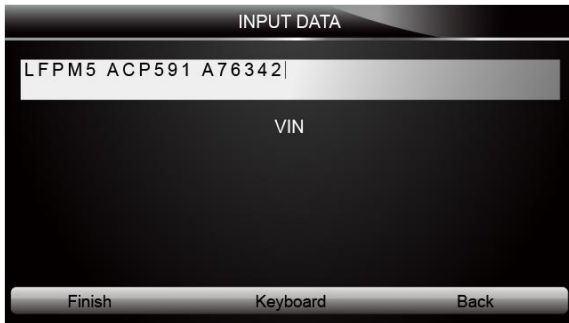 INPUT DATA
LFPM5 ACP591 A76342
VIN
Finish Keyboard Back